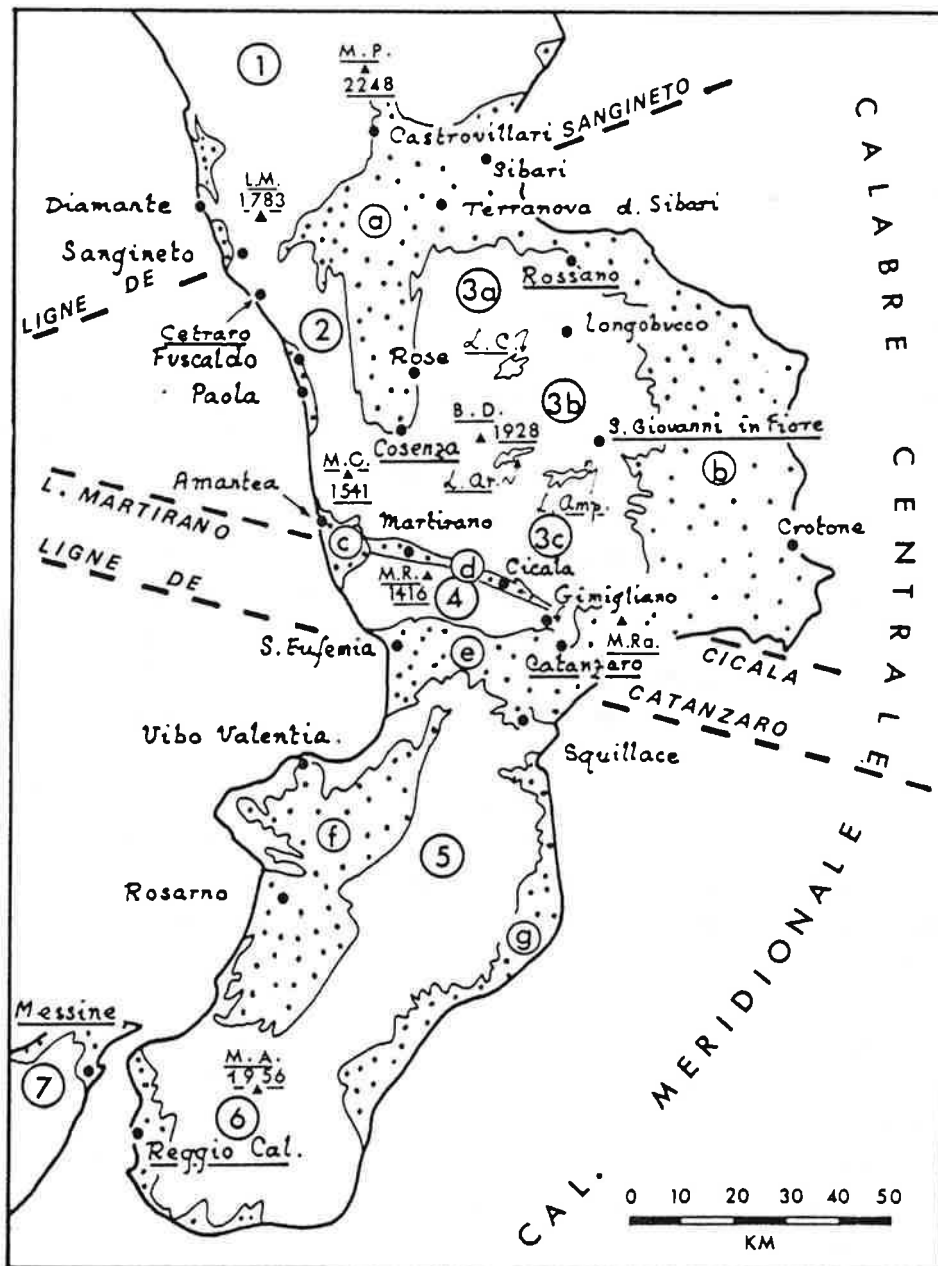 1
M.P.
2248
Castrovillari
SANGINETO
Sibari
L.M.
1783
Diamante
a
Terranova d. Sibari
Sangineto
LIGNE DE
Rossano
3a
Cetraro
2
Longobucco
L.C.
Fuscaldo
Rose
Paola
3b
B.D.
1928
S. Giovanni in Fiore
Cosenza
L.Ar.
M.C.
1541
b
Amantea
L. MARTIRANO
L.Amp.
Martirano
Crotone
c
3c
d
Cicala
LIGNE DE
M.R.
1416
4
Gimigliano
M.Ra.
S. Eufemia
e
Catanzaro
CICALA
CATANZARO
Squillace
Vibo Valentia.
f
5
Rosarno
g
Messine
M.A.
1956
7
6
Reggio Cal.
CALABRE CENTRALE
CAL. MERIDIONALE
0 10 20 30 40 50
KM